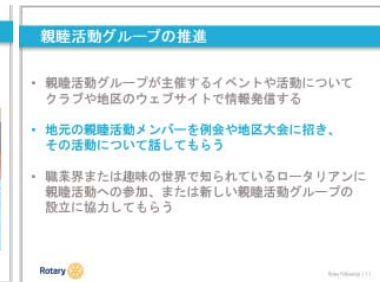 親睦活動グループの推進
・ 親睦活動グループが主催するイベントや活動について
クラブや地区のウェブサイトで情報発信する
・ 地元の親睦活動メンバーを例会や地区大会に招き、
その活動について話してもらう
・ 職業界または趣味の世界で知られているロータリアンに
親睦活動への参加、または新しい親睦活動グループの
設立に協力してもらう
Rotary
Rotary Fellowships | 11